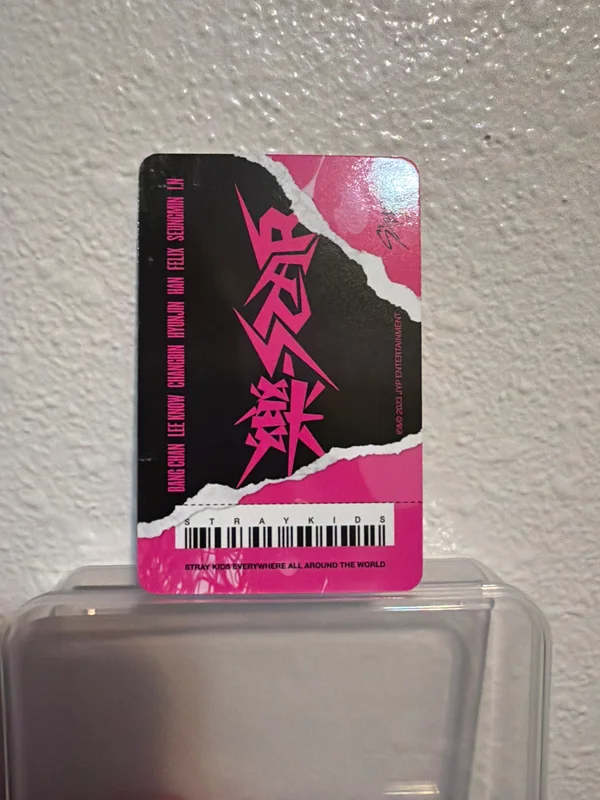 BANG CHAN LEE KNOW CHANGBIN HYUNJIN HAN FELIX SEUNGMIN I.N
樂-STAR
℗&© 2023 JYP ENTERTAINMENT.
STRAYKIDS
STRAY KIDS EVERYWHERE ALL AROUND THE WORLD